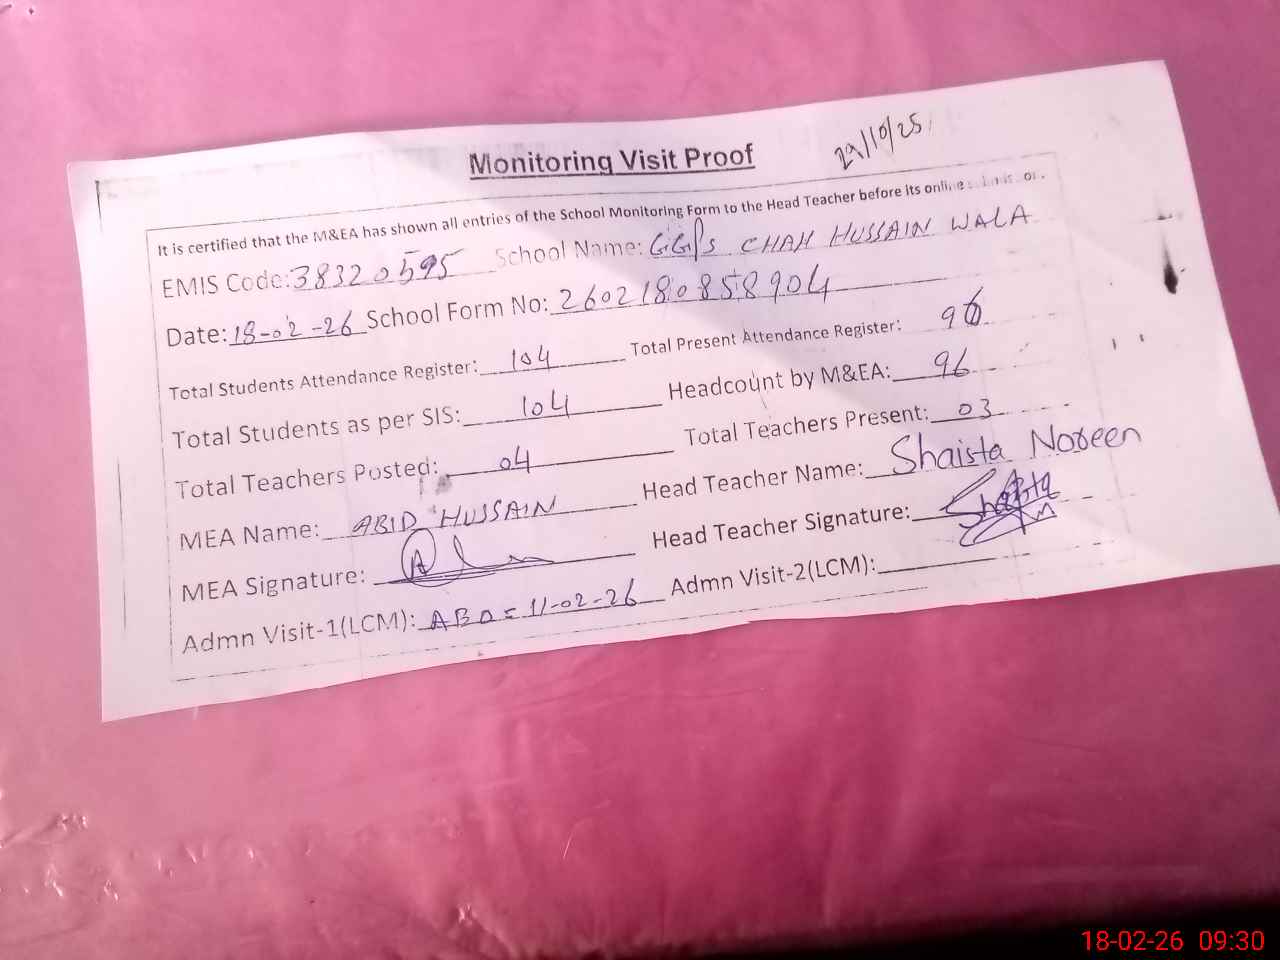 29/10/25
Monitoring Visit Proof
It is certified that the M&EA has shown all entries of the School Monitoring Form to the Head Teacher before its online
EMIS Code: 38320595 School Name: GGPS CHAH HUSSAIN WALA
Date: 18-02-26 School Form No: 260218085 8904
Total Students Attendance Register: 104 Total Present Attendance Register: 96
Total Students as per SIS: 104 Headcount by M&EA: 96
Total Teachers Posted: 04 Total Teachers Present: 03
MEA Name: ABID HUSSAIN Head Teacher Name: Shaista Noreen
MEA Signature: Head Teacher Signature: Shaista
Admn Visit-1(LCM): 11-02-26 Admn Visit-2(LCM):
18-02-26 09:30